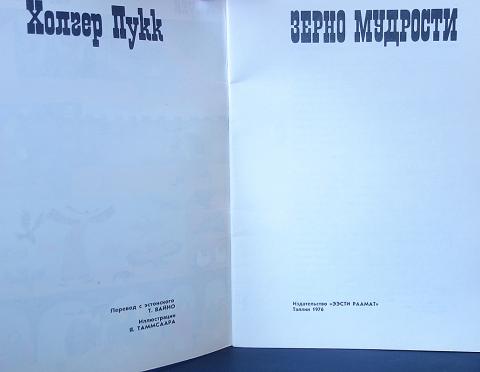 Холгер Пукк
Перевод с эстонского
Т. ВАЙНО
Иллюстрации
Я. ТАММСААРА
ЗЕРНО МУДРОСТИ
Издательство «ЭЭСТИ РААМАТ»
Таллин 1976